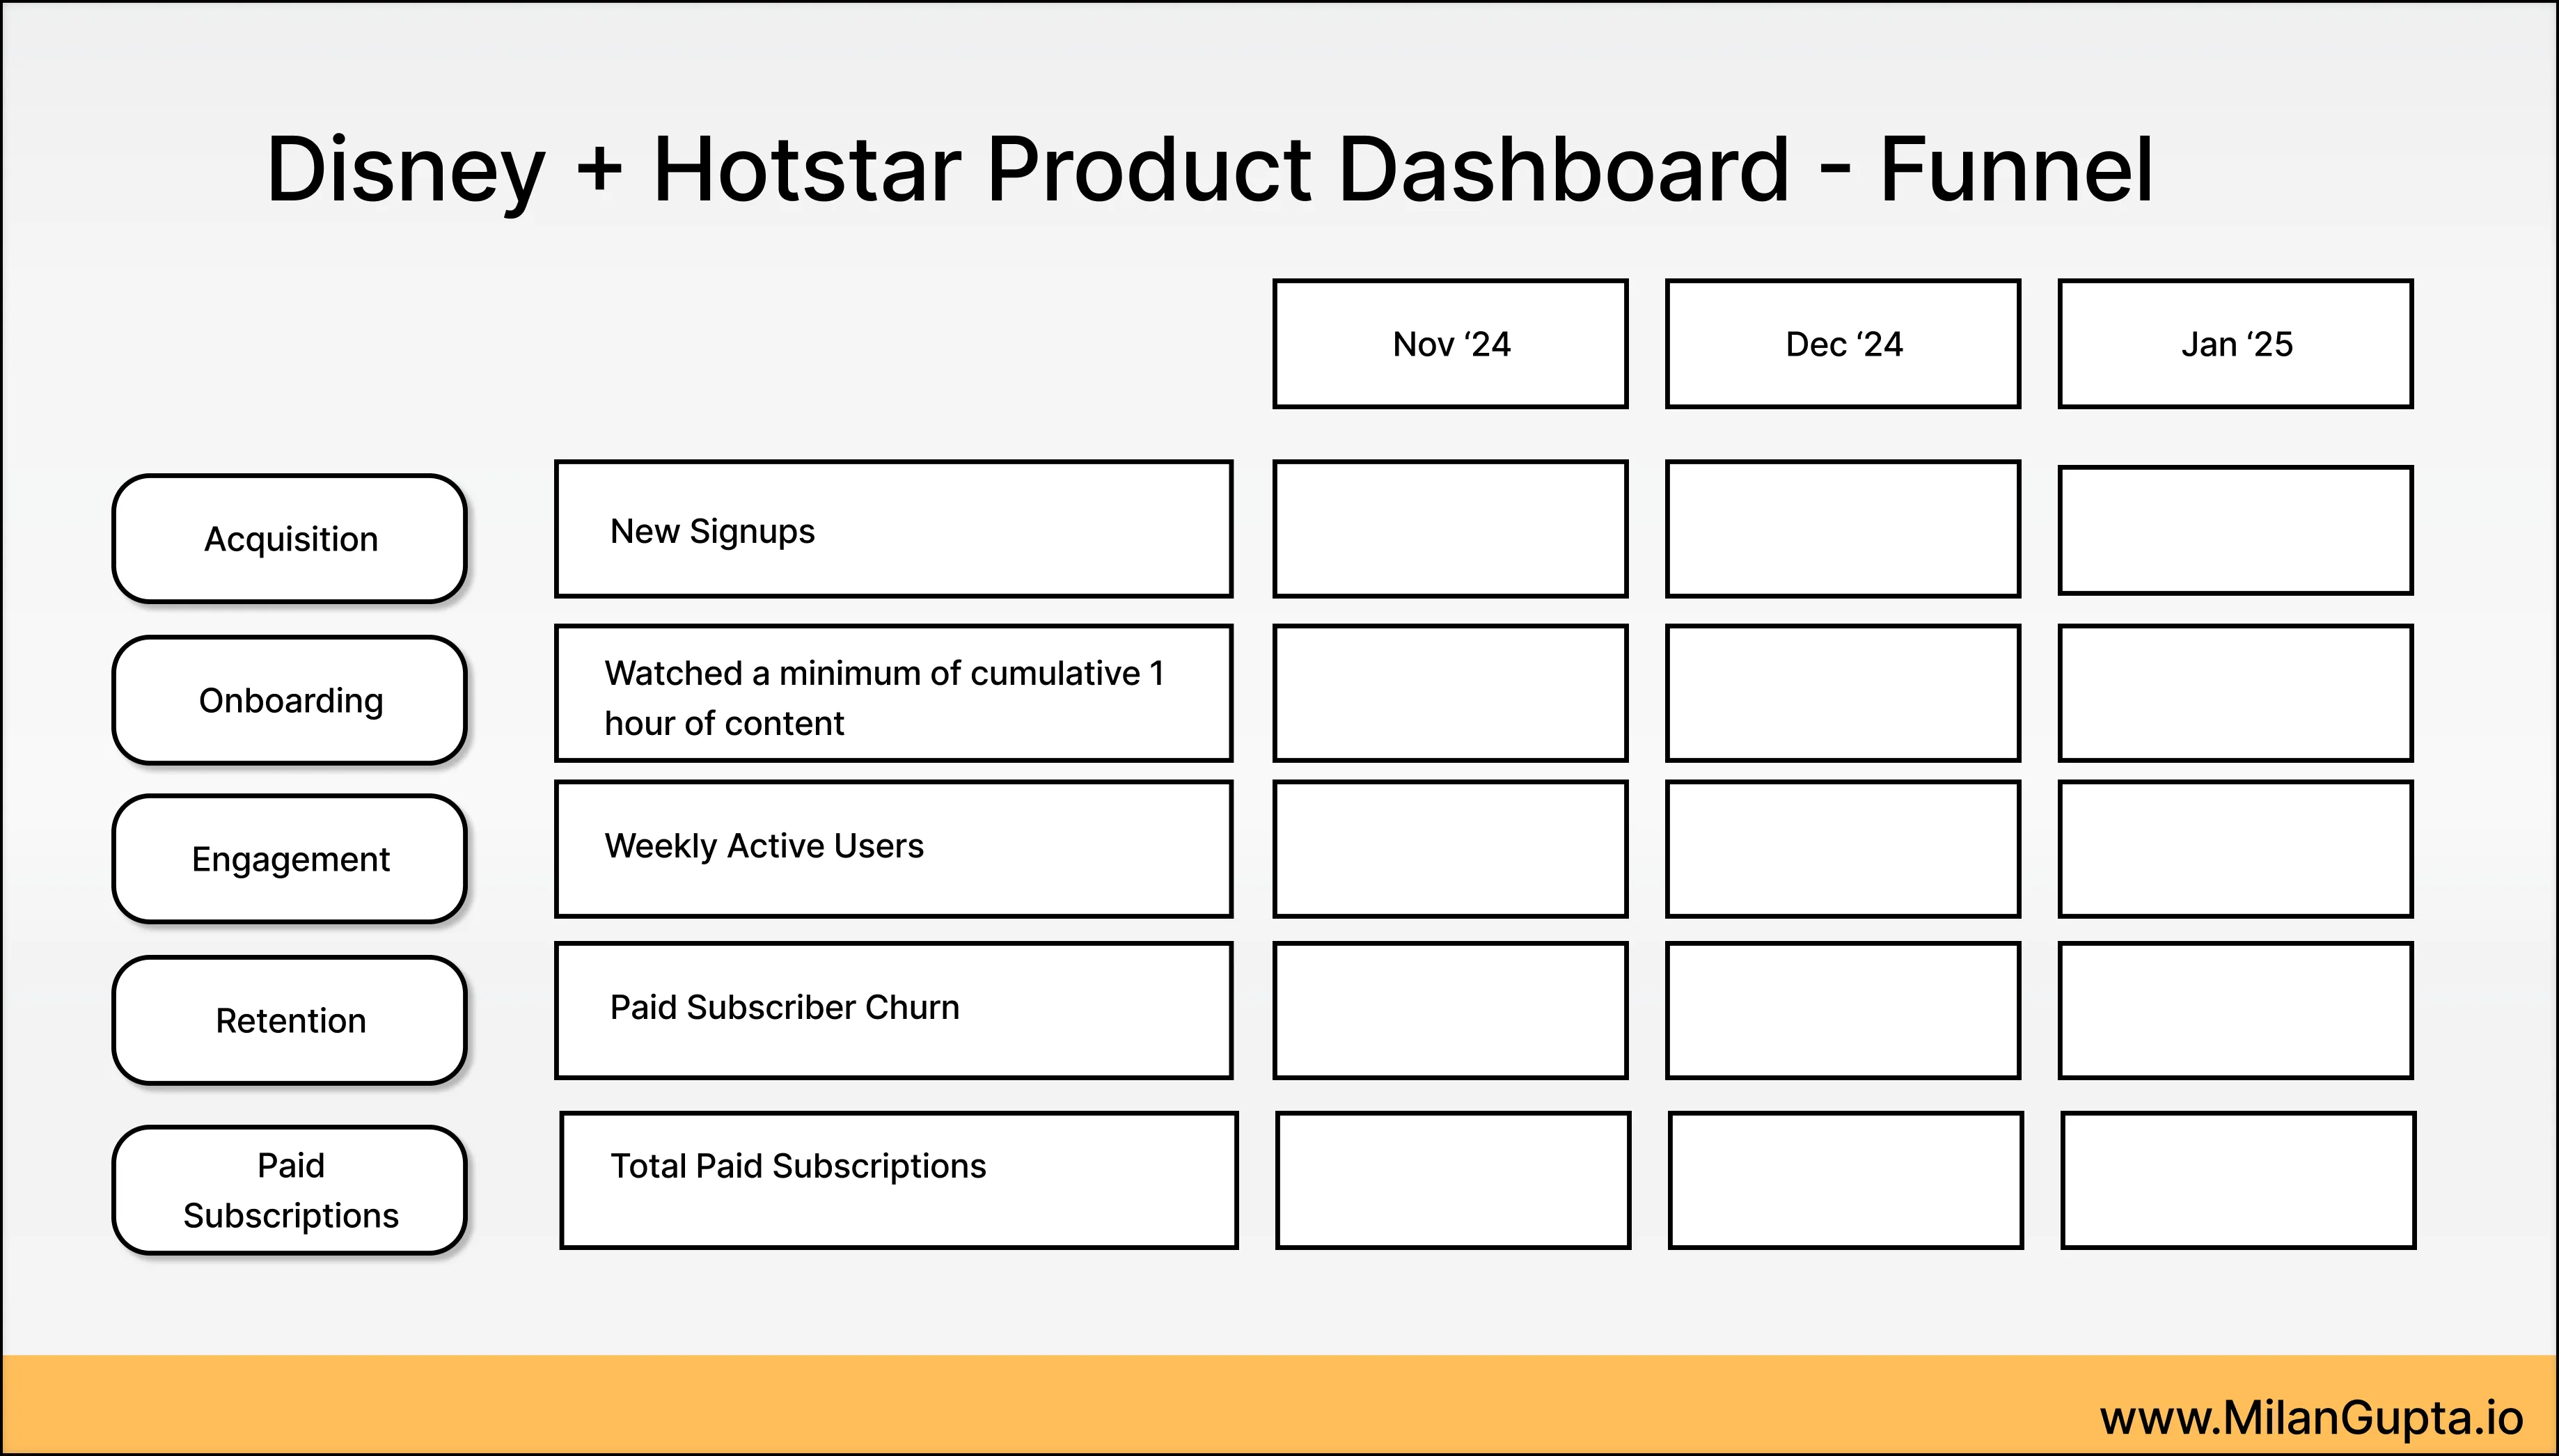 Disney + Hotstar Product Dashboard - Funnel
Nov ‘24
Dec ‘24
Jan ‘25
Acquisition
New Signups
Onboarding
Watched a minimum of cumulative 1
hour of content
Engagement
Weekly Active Users
Retention
Paid Subscriber Churn
Paid
Subscriptions
Total Paid Subscriptions
www.MilanGupta.io